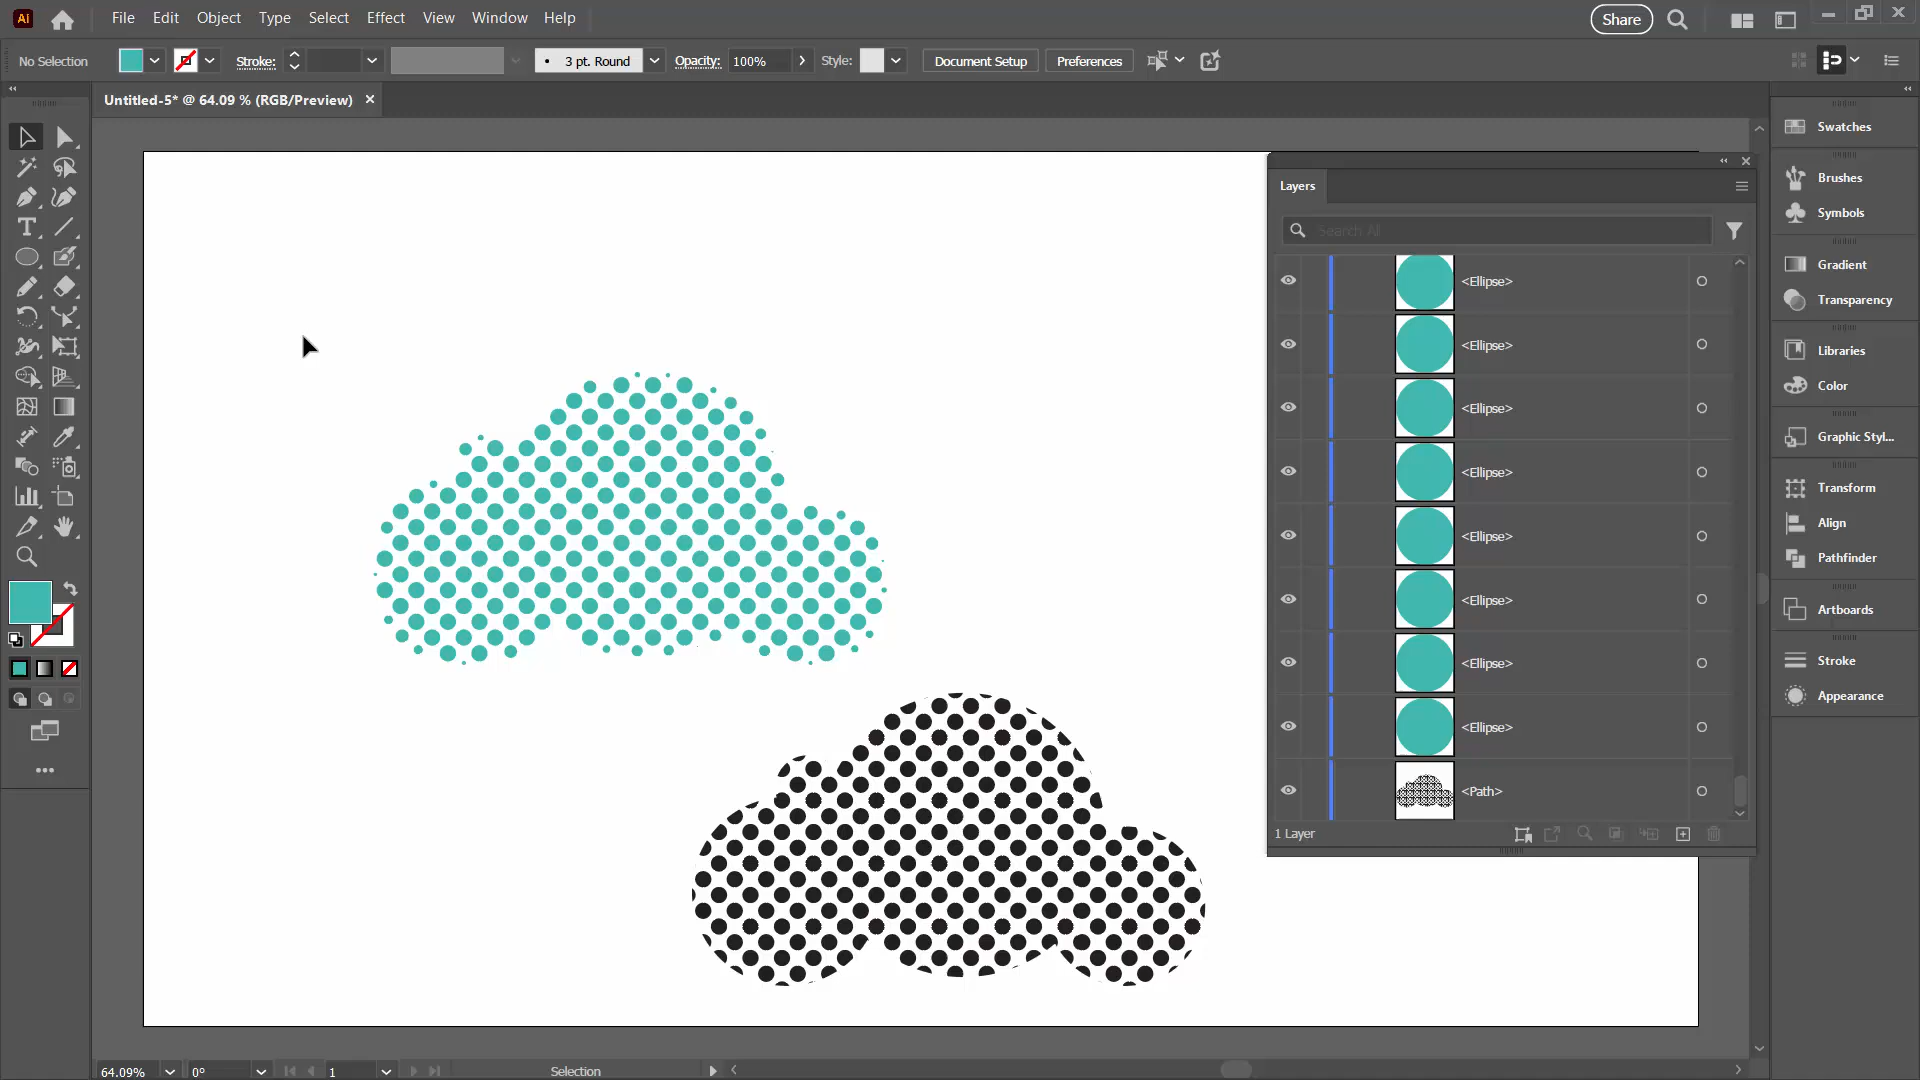 Ai File Edit Object Type Select Effect View Window Help Share
No Selection Stroke: 3 pt. Round Opacity: 100% Style: Document Setup Preferences
Untitled-5* @ 64.09 % (RGB/Preview)
Layers
Search All
<Ellipse>
<Ellipse>
<Ellipse>
<Ellipse>
<Ellipse>
<Ellipse>
<Ellipse>
<Ellipse>
<Path>
1 Layer
Swatches
Brushes
Symbols
Gradient
Transparency
Libraries
Color
Graphic Styl...
Transform
Align
Pathfinder
Artboards
Stroke
Appearance
64.09% 0° 1 Selection